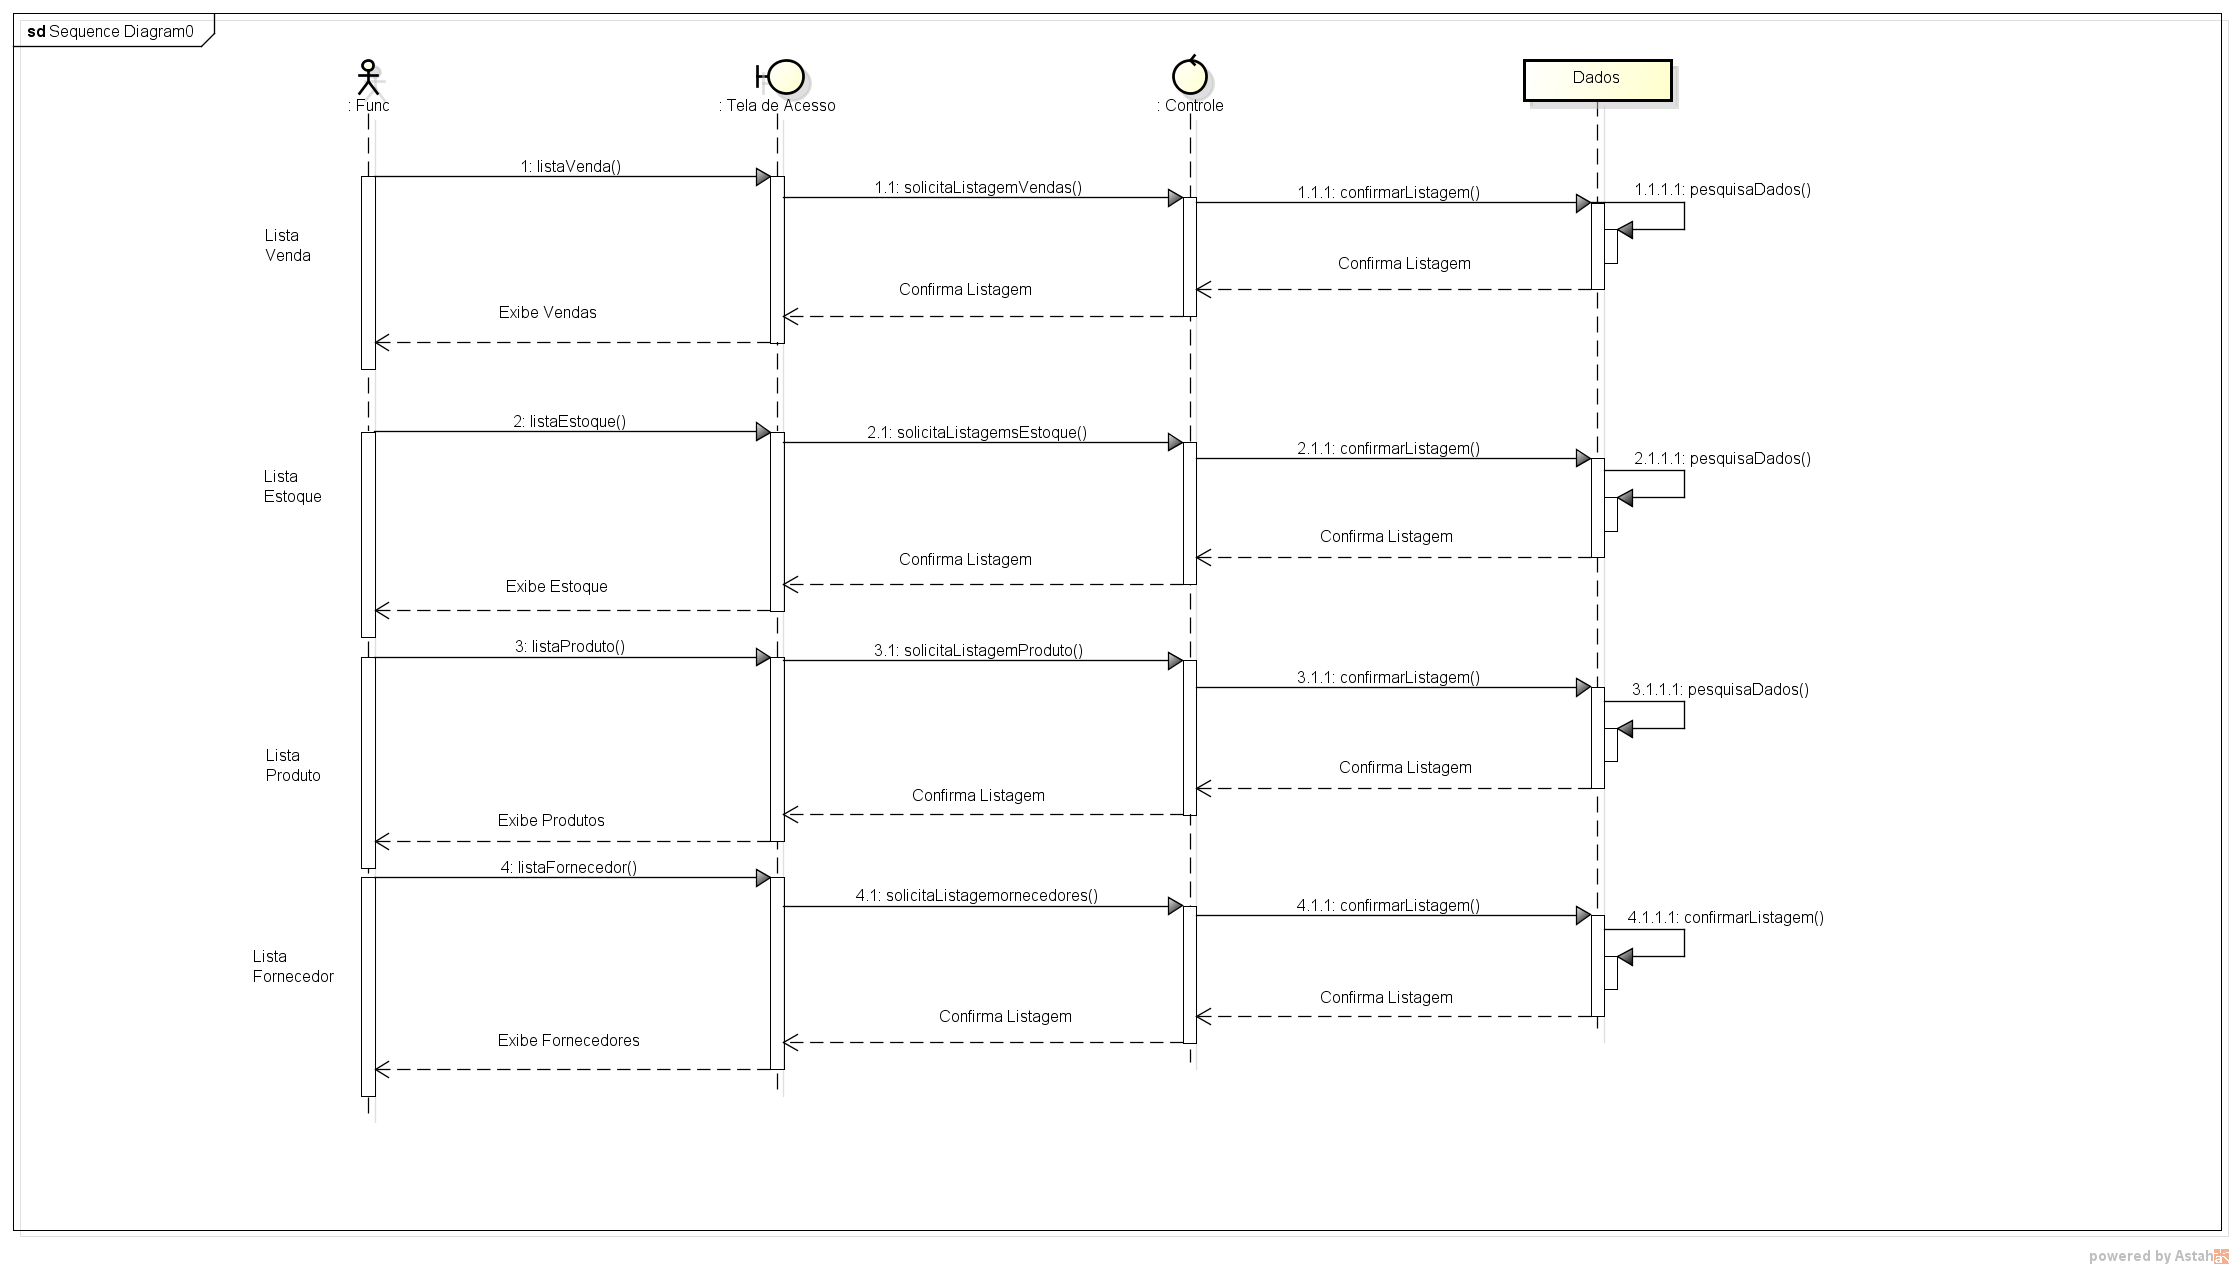 sd Sequence Diagram0
: Func
: Tela de Acesso
: Controle
Dados
1: listaVenda()
1.1: solicitaListagemVendas()
1.1.1: confirmarListagem()
1.1.1.1: pesquisaDados()
Lista
Venda
Confirma Listagem
Confirma Listagem
Exibe Vendas
2: listaEstoque()
2.1: solicitaListagemsEstoque()
2.1.1: confirmarListagem()
2.1.1.1: pesquisaDados()
Lista
Estoque
Confirma Listagem
Confirma Listagem
Exibe Estoque
3: listaProduto()
3.1: solicitaListagemProduto()
3.1.1: confirmarListagem()
3.1.1.1: pesquisaDados()
Lista
Produto
Confirma Listagem
Confirma Listagem
Exibe Produtos
4: listaFornecedor()
4.1: solicitaListagemornecedores()
4.1.1: confirmarListagem()
4.1.1.1: confirmarListagem()
Lista
Fornecedor
Confirma Listagem
Confirma Listagem
Exibe Fornecedores
powered by Astah